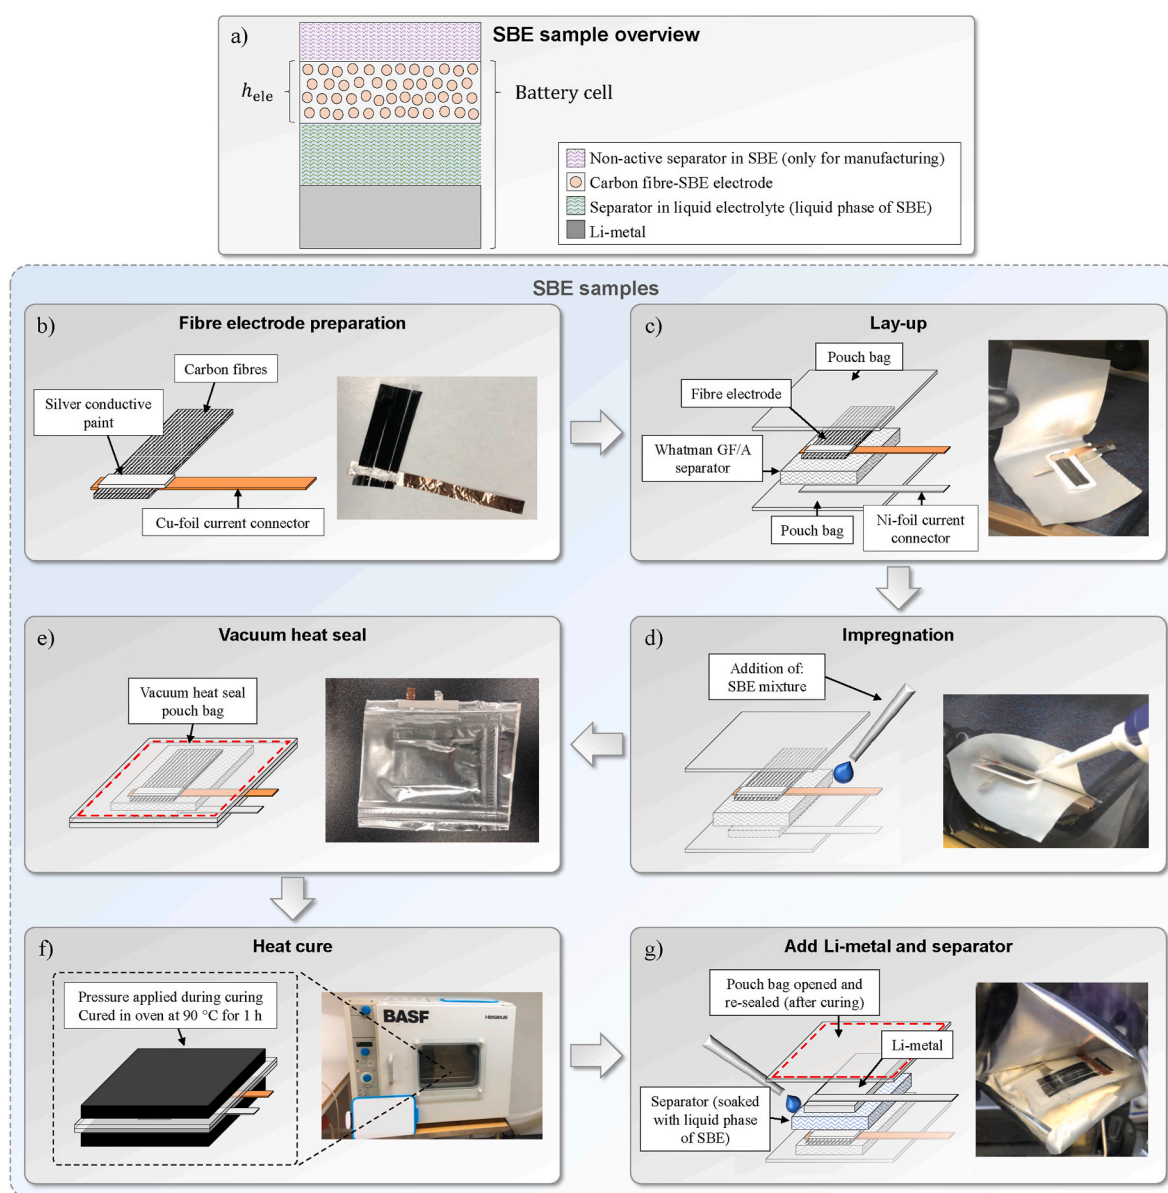 a)
SBE sample overview
h_ele
Battery cell
Non-active separator in SBE (only for manufacturing)
Carbon fibre-SBE electrode
Separator in liquid electrolyte (liquid phase of SBE)
Li-metal
SBE samples
b)
Fibre electrode preparation
Carbon fibres
Silver conductive
paint
Cu-foil current connector
c)
Lay-up
Pouch bag
Fibre electrode
Whatman GF/A
separator
Pouch bag
Ni-foil current
connector
d)
Impregnation
Addition of:
SBE mixture
e)
Vacuum heat seal
Vacuum heat seal
pouch bag
f)
Heat cure
Pressure applied during curing
Cured in oven at 90 °C for 1 h
BASF
Heraeus
g)
Add Li-metal and separator
Pouch bag opened and
re-sealed (after curing)
Li-metal
Separator (soaked
with liquid phase
of SBE)